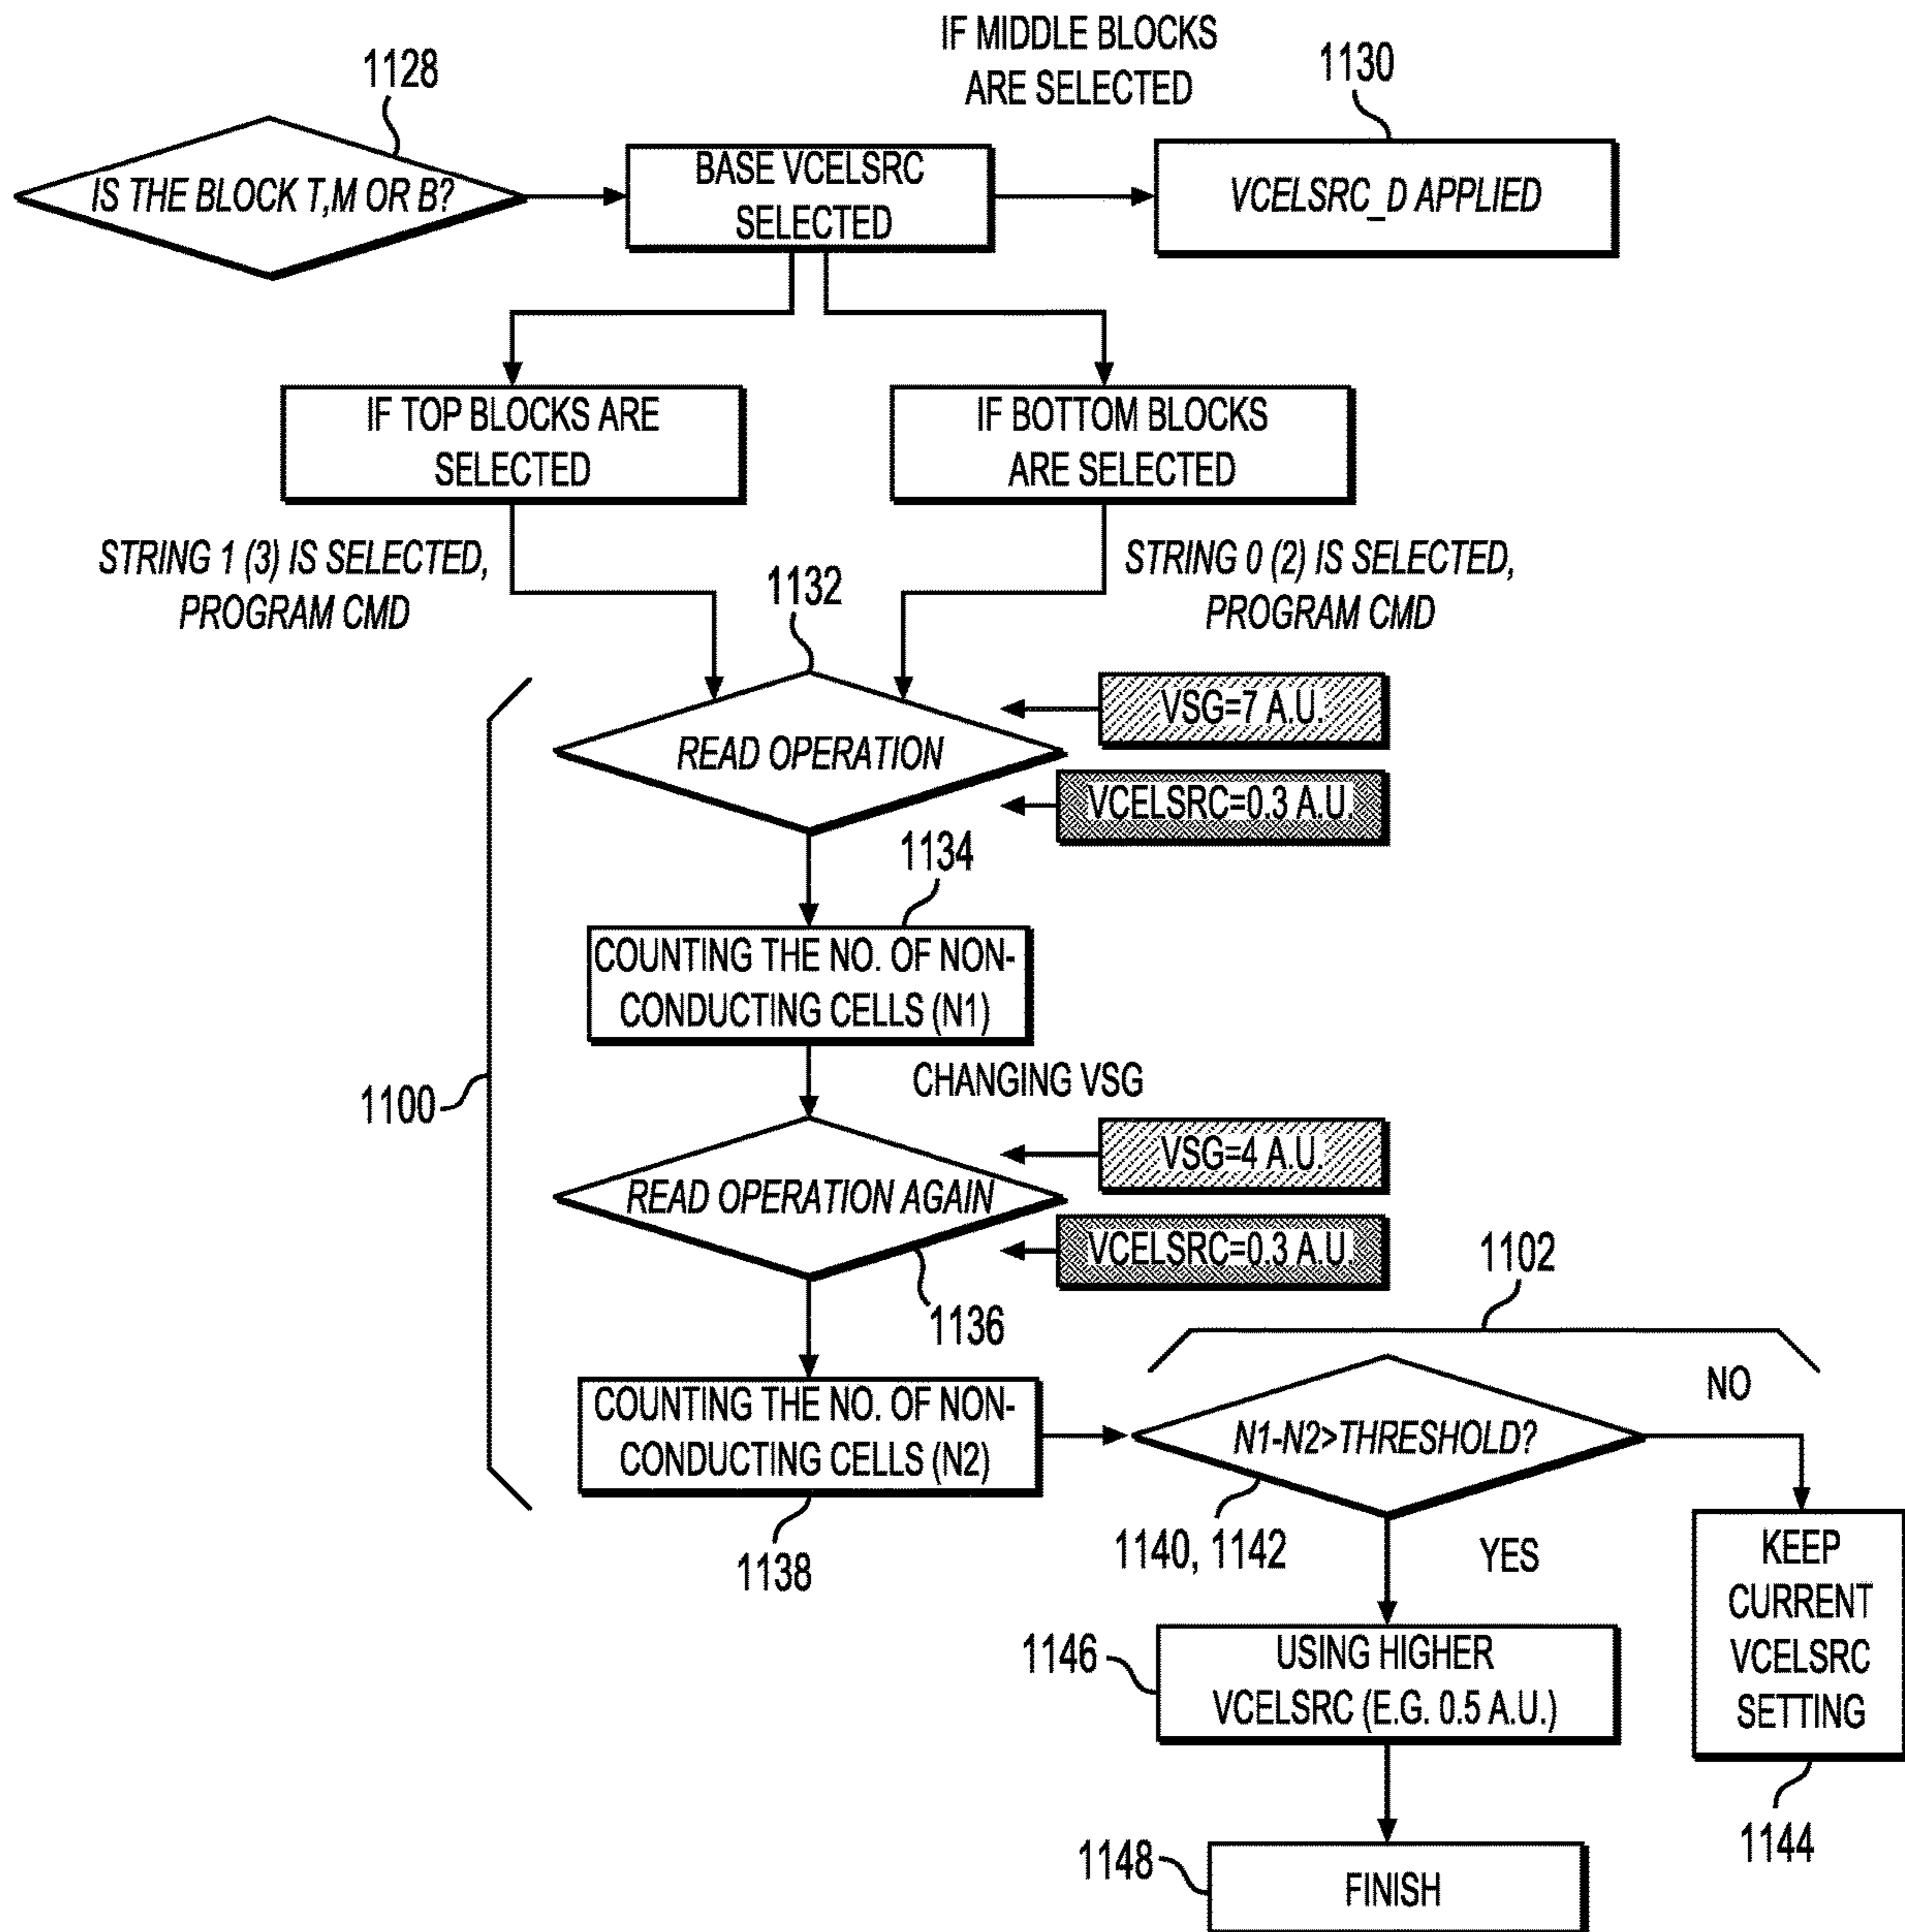 IF MIDDLE BLOCKS
ARE SELECTED
1128
1130
IS THE BLOCK T,M OR B?
BASE VCELSRC
SELECTED
VCELSRC_D APPLIED
IF TOP BLOCKS ARE
SELECTED
IF BOTTOM BLOCKS
ARE SELECTED
STRING 1 (3) IS SELECTED,
PROGRAM CMD
STRING 0 (2) IS SELECTED,
PROGRAM CMD
1132
READ OPERATION
VSG=7 A.U.
VCELSRC=0.3 A.U.
1134
COUNTING THE NO. OF NON-
CONDUCTING CELLS (N1)
1100
CHANGING VSG
READ OPERATION AGAIN
VSG=4 A.U.
VCELSRC=0.3 A.U.
1136
1102
COUNTING THE NO. OF NON-
CONDUCTING CELLS (N2)
1138
N1-N2>THRESHOLD?
NO
1140, 1142
YES
KEEP
CURRENT
VCELSRC
SETTING
1144
1146
USING HIGHER
VCELSRC (E.G. 0.5 A.U.)
1148
FINISH